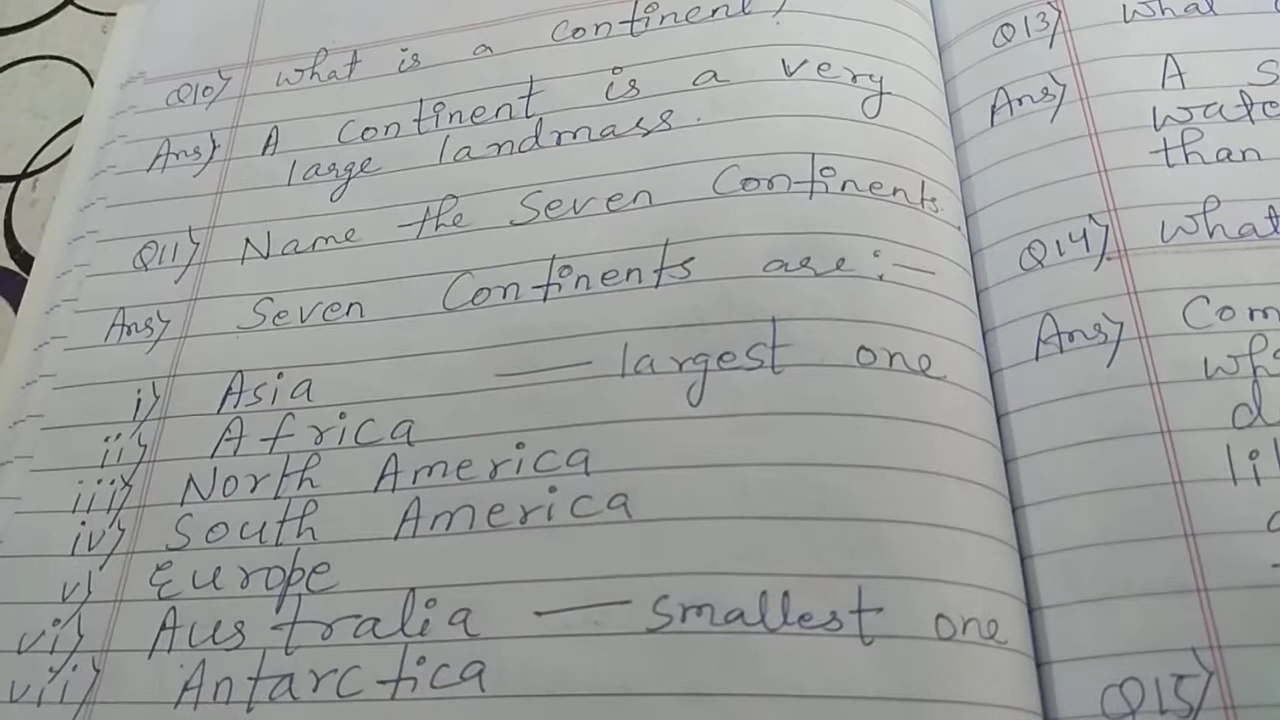 Q10) What is a continent?
Ans) A continent is a very
large landmass.
Q11) Name the Seven Continents.
Ans) Seven Continents are:-
i) Asia — largest one
ii) Africa
iii) North America
iv) South America
v) Europe
vi) Australia — Smallest one
vii) Antarctica
Q13) What
Ans) A
than
Q14) What
Ans)
Q15)